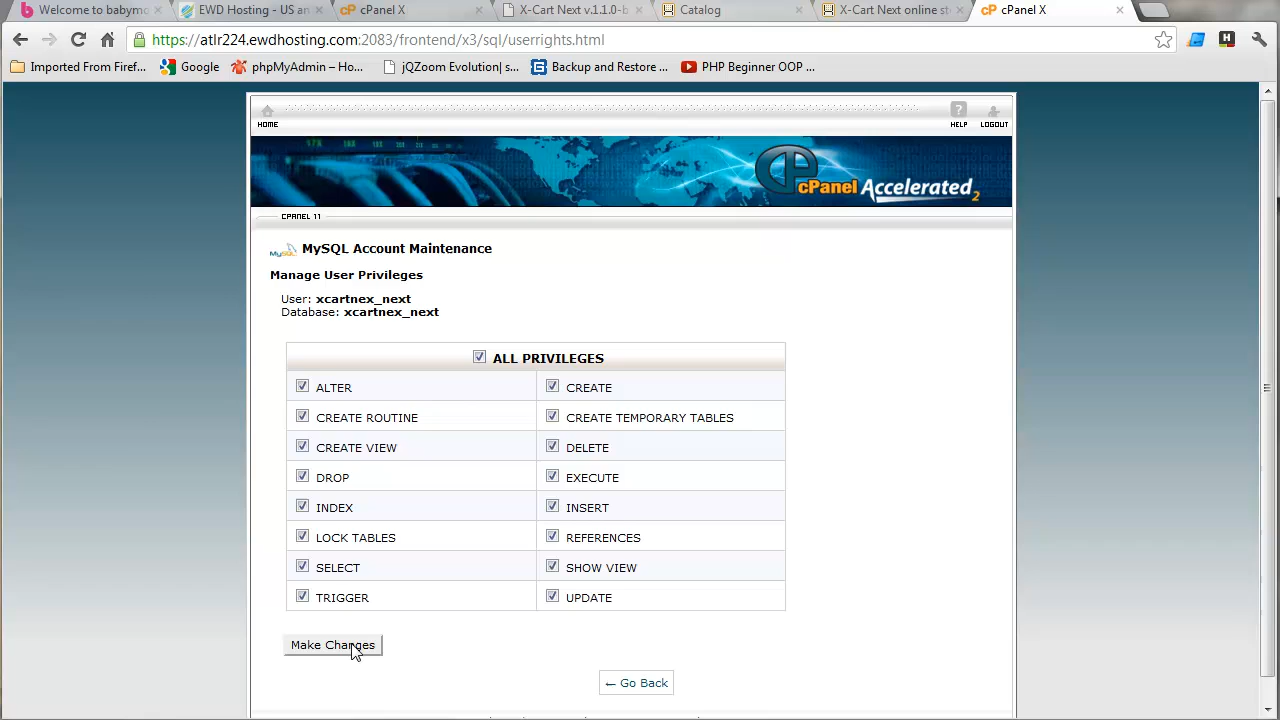 Welcome to babymo
EWD Hosting - US an
cPanel X
X-Cart Next v.1.1.0-b
Catalog
X-Cart Next online st
cPanel X
https://atlr224.ewdhosting.com:2083/frontend/x3/sql/userrights.html
Imported From Firef...
Google
phpMyAdmin – Ho...
jQZoom Evolution| s...
Backup and Restore ...
PHP Beginner OOP ...
HOME
HELP
LOGOUT
cPanel Accelerated2
CPANEL 11
MySQL MySQL Account Maintenance
Manage User Privileges
User: xcartnex_next
Database: xcartnex_next
ALL PRIVILEGES
ALTER
CREATE
CREATE ROUTINE
CREATE TEMPORARY TABLES
CREATE VIEW
DELETE
DROP
EXECUTE
INDEX
INSERT
LOCK TABLES
REFERENCES
SELECT
SHOW VIEW
TRIGGER
UPDATE
Make Changes
← Go Back